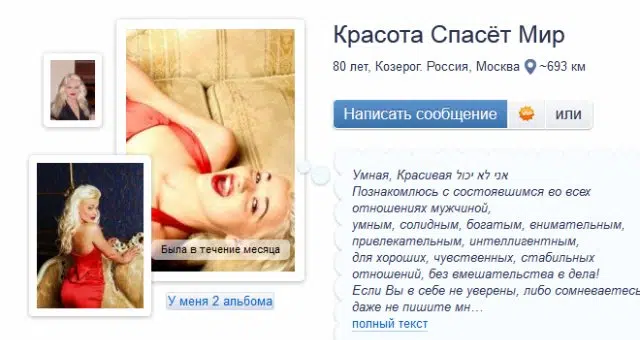 Красота Спасёт Мир
80 лет, Козерог. Россия, Москва ~693 км
Написать сообщение
или
Умная, Красивая אני לא יכול
Познакомлюсь с состоявшимся во всех
отношениях мужчиной,
умным, солидным, богатым, внимательным,
привлекательным, интеллигентным,
для хороших, чувственных, стабильных
отношений, без вмешательства в дела!
Если Вы в себе не уверены, либо сомневаетесь
даже не пишите мн…
полный текст
Была в течение месяца
У меня 2 альбома